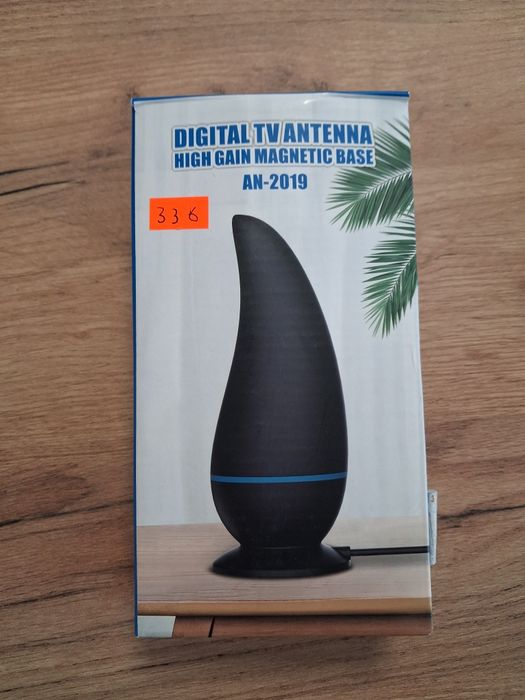 DIGITAL TV ANTENNA
HIGH GAIN MAGNETIC BASE
AN-2019
336